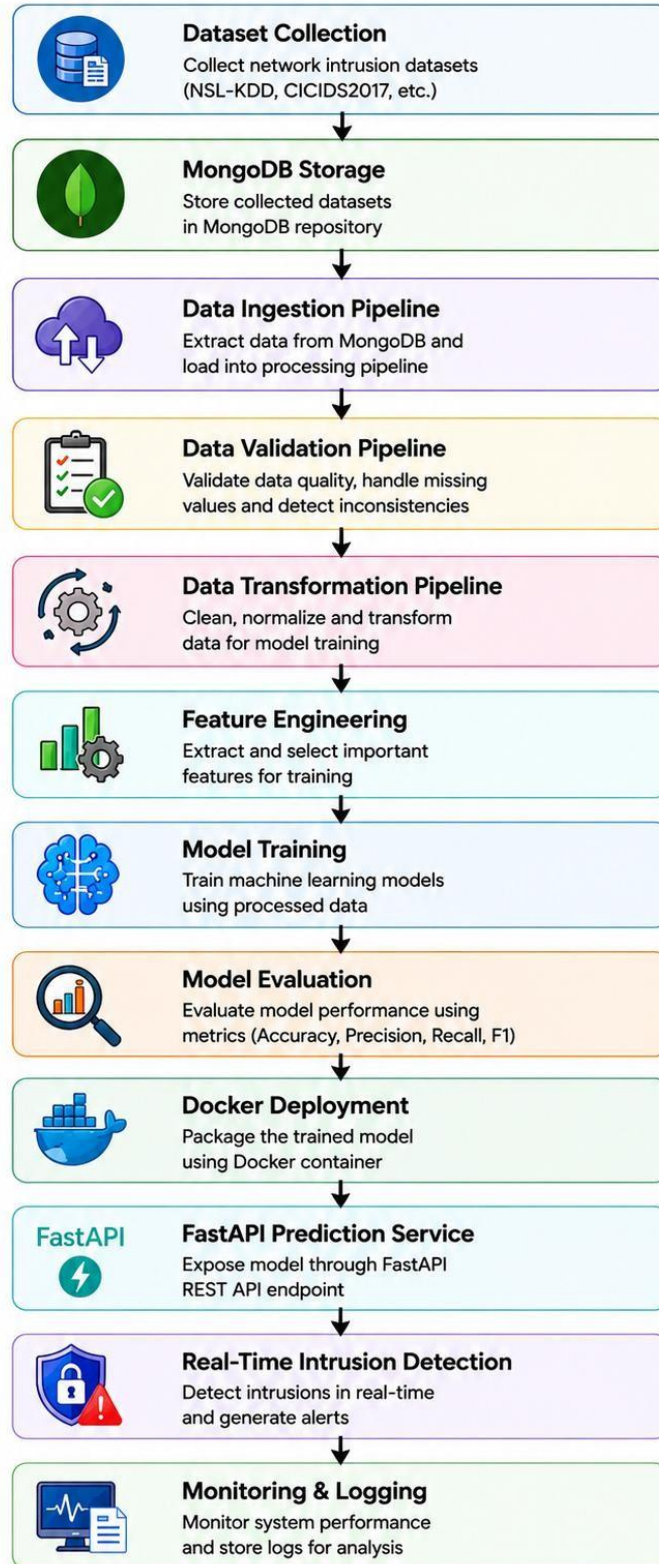 Dataset Collection
Collect network intrusion datasets
(NSL-KDD, CICIDS2017, etc.)
MongoDB Storage
Store collected datasets
in MongoDB repository
Data Ingestion Pipeline
Extract data from MongoDB and
load into processing pipeline
Data Validation Pipeline
Validate data quality, handle missing
values and detect inconsistencies
Data Transformation Pipeline
Clean, normalize and transform
data for model training
Feature Engineering
Extract and select important
features for training
Model Training
Train machine learning models
using processed data
Model Evaluation
Evaluate model performance using
metrics (Accuracy, Precision, Recall, F1)
Docker Deployment
Package the trained model
using Docker container
FastAPI
FastAPI Prediction Service
Expose model through FastAPI
REST API endpoint
Real-Time Intrusion Detection
Detect intrusions in real-time
and generate alerts
Monitoring & Logging
Monitor system performance
and store logs for analysis